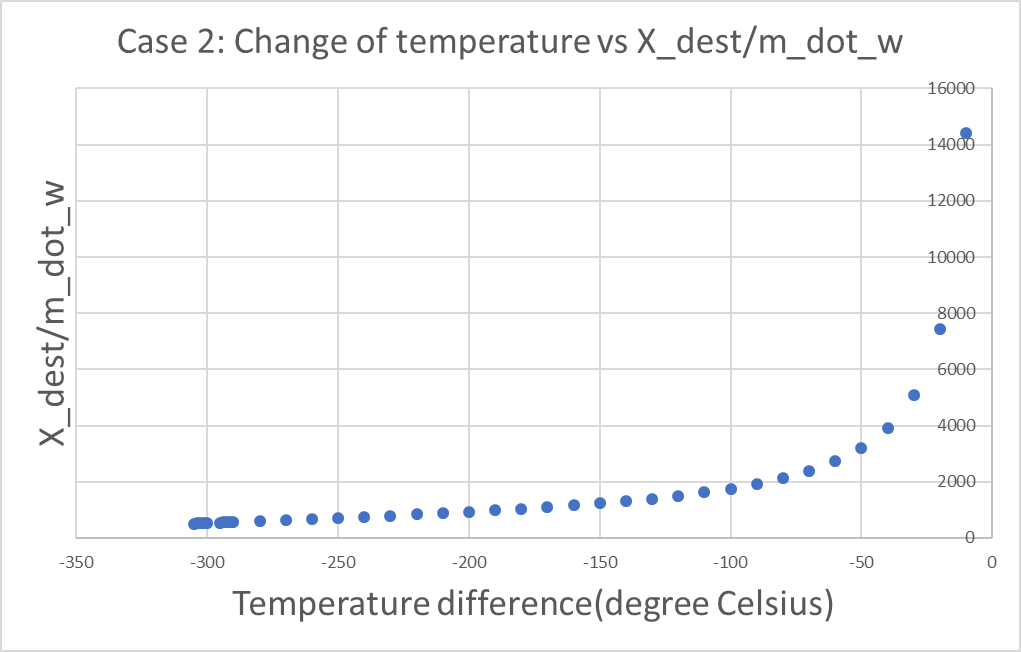 Case 2: Change of temperature vs X_dest/m_dot_w
X_dest/m_dot_w
16000
14000
12000
10000
8000
6000
4000
2000
0
-350 -300 -250 -200 -150 -100 -50 0
Temperature difference(degree Celsius)